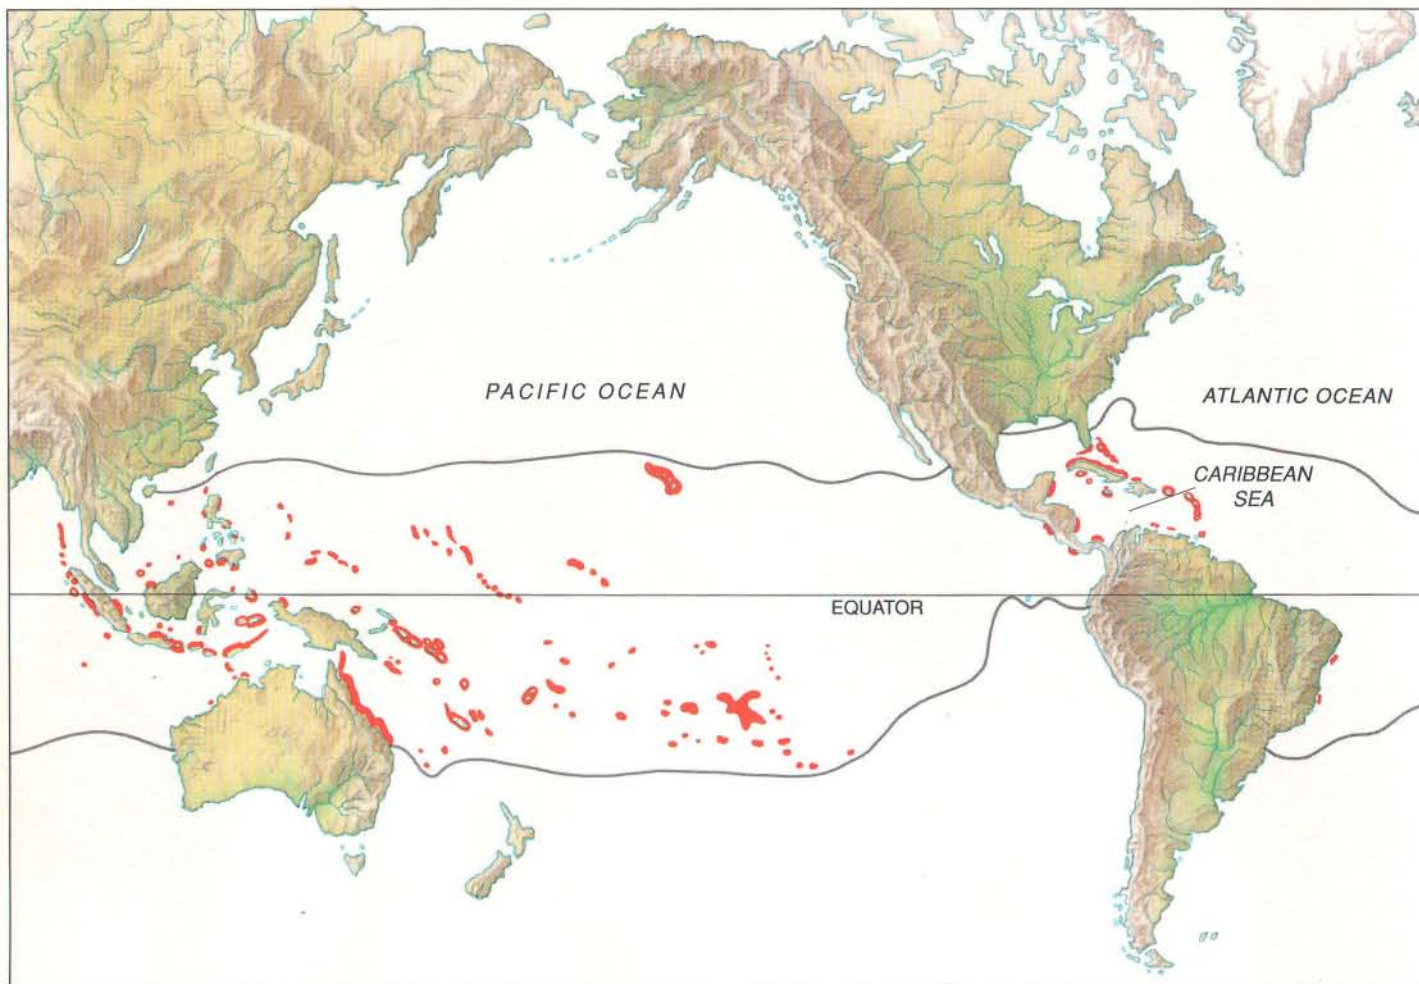 PACIFIC OCEAN
ATLANTIC OCEAN
CARIBBEAN
SEA
EQUATOR